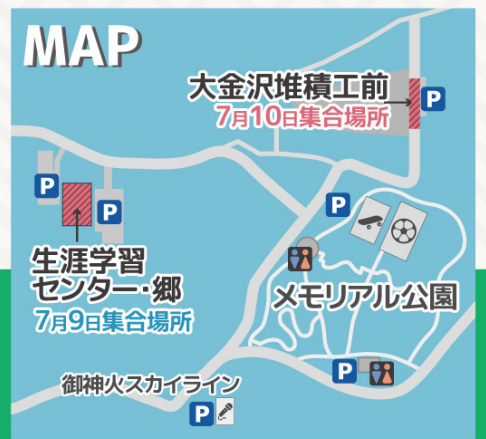 MAP
大金沢堆積工前
7月10日集合場所
P
P
P
P
生涯学習
センター・郷
7月9日集合場所
メモリアル公園
P
御神火スカイライン
P